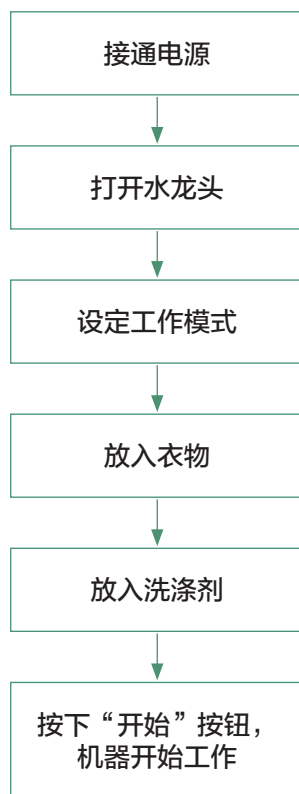 接通电源
打开水龙头
设定工作模式
放入衣物
放入洗涤剂
按下“开始”按钮，
机器开始工作